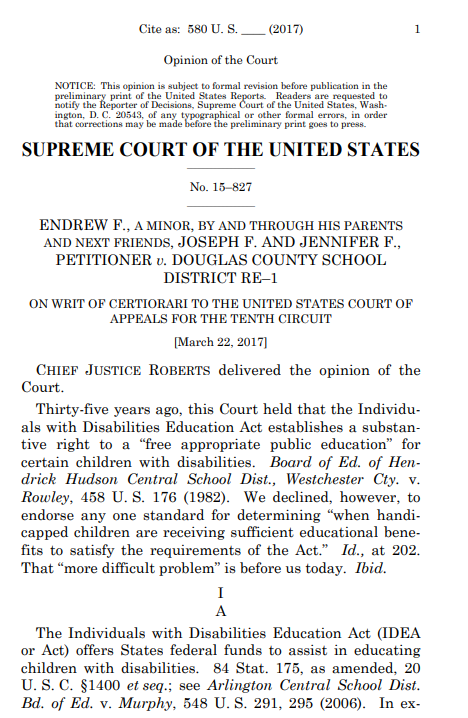 Cite as: 580 U. S. ____ (2017) 1
Opinion of the Court
NOTICE: This opinion is subject to formal revision before publication in the
preliminary print of the United States Reports. Readers are requested to
notify the Reporter of Decisions, Supreme Court of the United States, Wash-
ington, D. C. 20543, of any typographical or other formal errors, in order
that corrections may be made before the preliminary print goes to press.
SUPREME COURT OF THE UNITED STATES
No. 15–827
ENDREW F., A MINOR, BY AND THROUGH HIS PARENTS
AND NEXT FRIENDS, JOSEPH F. AND JENNIFER F.,
PETITIONER v. DOUGLAS COUNTY SCHOOL
DISTRICT RE–1
ON WRIT OF CERTIORARI TO THE UNITED STATES COURT OF
APPEALS FOR THE TENTH CIRCUIT
[March 22, 2017]
CHIEF JUSTICE ROBERTS delivered the opinion of the
Court.
Thirty-five years ago, this Court held that the Individu-
als with Disabilities Education Act establishes a substan-
tive right to a “free appropriate public education” for
certain children with disabilities. Board of Ed. of Hen-
drick Hudson Central School Dist., Westchester Cty. v.
Rowley, 458 U. S. 176 (1982). We declined, however, to
endorse any one standard for determining “when handi-
capped children are receiving sufficient educational bene-
fits to satisfy the requirements of the Act.” Id., at 202.
That “more difficult problem” is before us today. Ibid.
I
A
The Individuals with Disabilities Education Act (IDEA
or Act) offers States federal funds to assist in educating
children with disabilities. 84 Stat. 175, as amended, 20
U. S. C. §1400 et seq.; see Arlington Central School Dist.
Bd. of Ed. v. Murphy, 548 U. S. 291, 295 (2006). In ex-